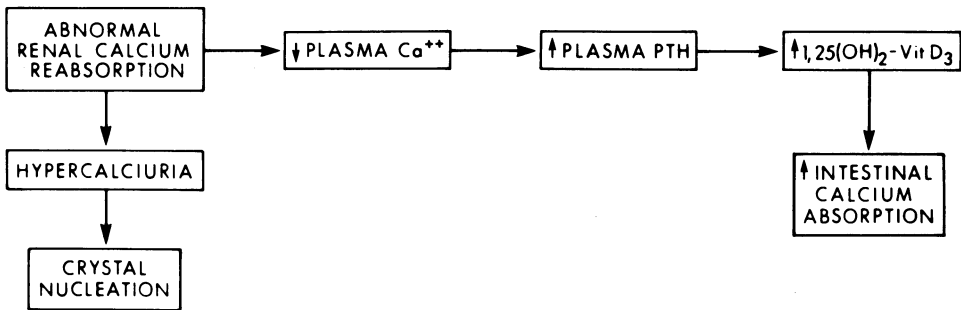 ABNORMAL
RENAL CALCIUM
REABSORPTION
↓ PLASMA Ca++
↑ PLASMA PTH
↑ 1,25(OH)2-Vit D3
HYPERCALCIURIA
↑ INTESTINAL
CALCIUM
ABSORPTION
CRYSTAL
NUCLEATION